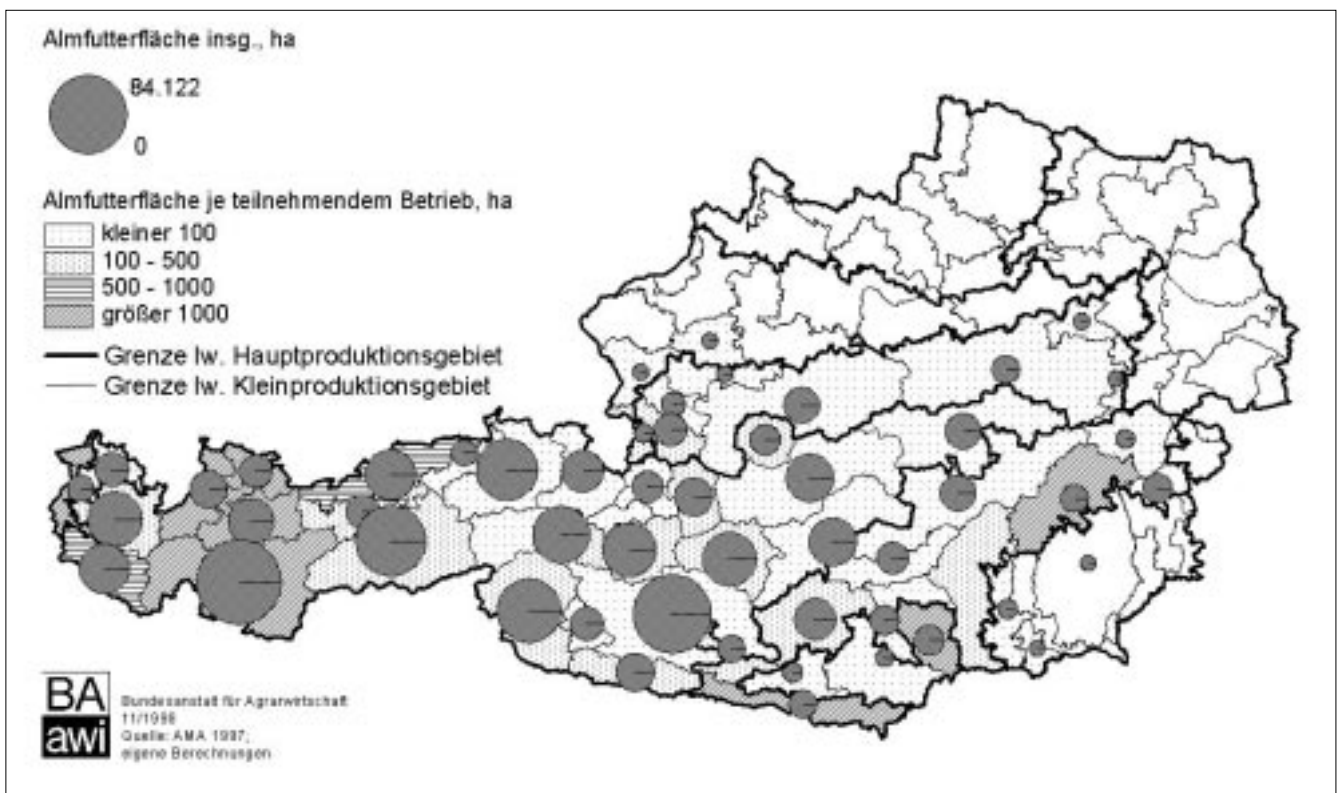 Almfutterfläche insg., ha
84.122
0
Almfutterfläche je teilnehmendem Betrieb, ha
kleiner 100
100 - 500
500 - 1000
größer 1000
Grenze lw. Hauptproduktionsgebiet
Grenze lw. Kleinproduktionsgebiet
BA
awi
Bundesanstalt für Agrarwirtschaft
11/1998
Quelle: AMA 1997,
eigene Berechnungen